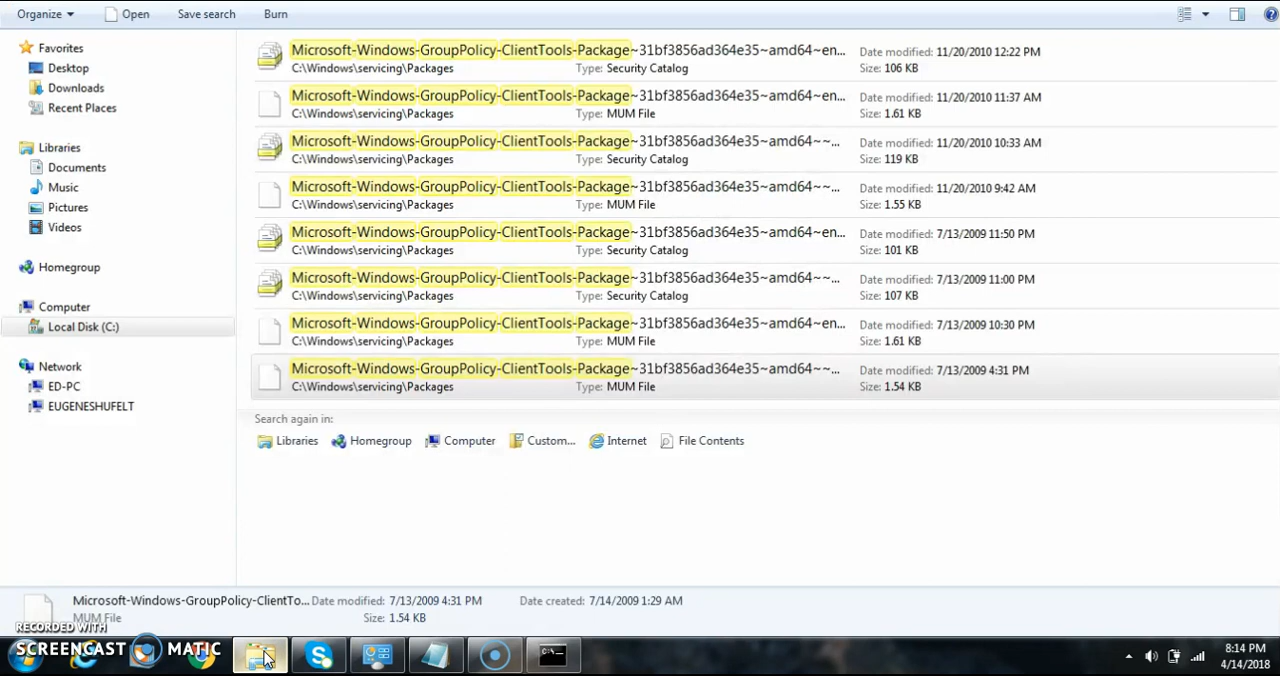 Organize Open Save search Burn
Favorites
Desktop
Downloads
Recent Places
Libraries
Documents
Music
Pictures
Videos
Homegroup
Computer
Local Disk (C:)
Network
ED-PC
EUGENESHUFELT
Microsoft-Windows-GroupPolicy-ClientTools-Package~31bf3856ad364e35~amd64~en... Date modified: 11/20/2010 12:22 PM
C:\Windows\servicing\Packages Type: Security Catalog Size: 106 KB
Microsoft-Windows-GroupPolicy-ClientTools-Package~31bf3856ad364e35~amd64~en... Date modified: 11/20/2010 11:37 AM
C:\Windows\servicing\Packages Type: MUM File Size: 1.61 KB
Microsoft-Windows-GroupPolicy-ClientTools-Package~31bf3856ad364e35~amd64~~... Date modified: 11/20/2010 10:33 AM
C:\Windows\servicing\Packages Type: Security Catalog Size: 119 KB
Microsoft-Windows-GroupPolicy-ClientTools-Package~31bf3856ad364e35~amd64~~... Date modified: 11/20/2010 9:42 AM
C:\Windows\servicing\Packages Type: MUM File Size: 1.55 KB
Microsoft-Windows-GroupPolicy-ClientTools-Package~31bf3856ad364e35~amd64~en... Date modified: 7/13/2009 11:50 PM
C:\Windows\servicing\Packages Type: Security Catalog Size: 101 KB
Microsoft-Windows-GroupPolicy-ClientTools-Package~31bf3856ad364e35~amd64~~... Date modified: 7/13/2009 11:00 PM
C:\Windows\servicing\Packages Type: Security Catalog Size: 107 KB
Microsoft-Windows-GroupPolicy-ClientTools-Package~31bf3856ad364e35~amd64~en... Date modified: 7/13/2009 10:30 PM
C:\Windows\servicing\Packages Type: MUM File Size: 1.61 KB
Microsoft-Windows-GroupPolicy-ClientTools-Package~31bf3856ad364e35~amd64~~... Date modified: 7/13/2009 4:31 PM
C:\Windows\servicing\Packages Type: MUM File Size: 1.54 KB
Search again in:
Libraries Homegroup Computer Custom... Internet File Contents
Microsoft-Windows-GroupPolicy-ClientTo... Date modified: 7/13/2009 4:31 PM Date created: 7/14/2009 1:29 AM
MUM File Size: 1.54 KB
RECORDED WITH
SCREENCAST MATIC
8:14 PM
4/14/2018